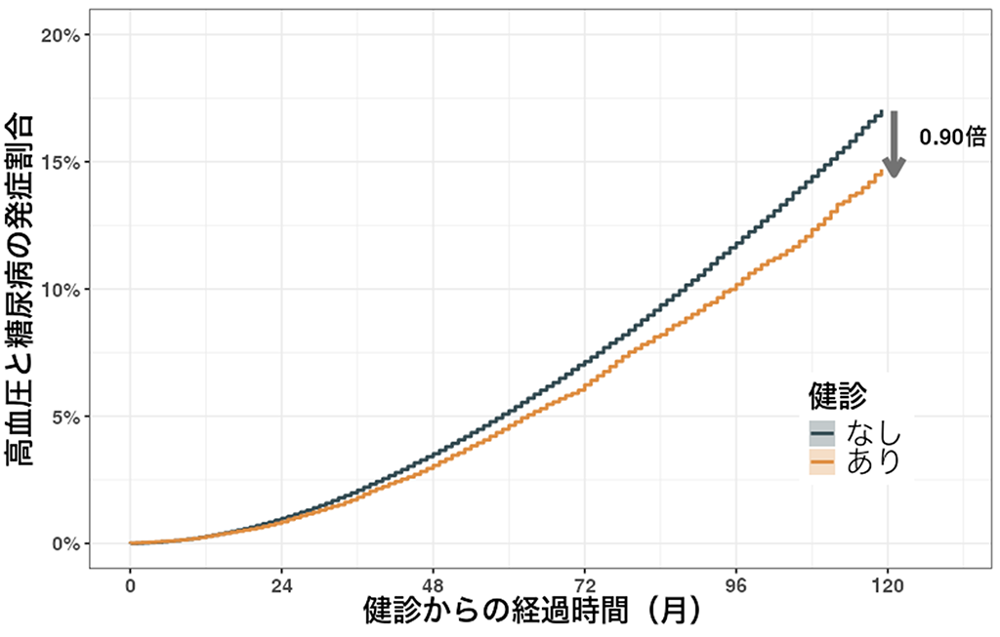 高血圧と糖尿病の発症割合
20%
15%
10%
5%
0%
0.90倍
健診
なし
あり
0 24 48 72 96 120
健診からの経過時間（月）